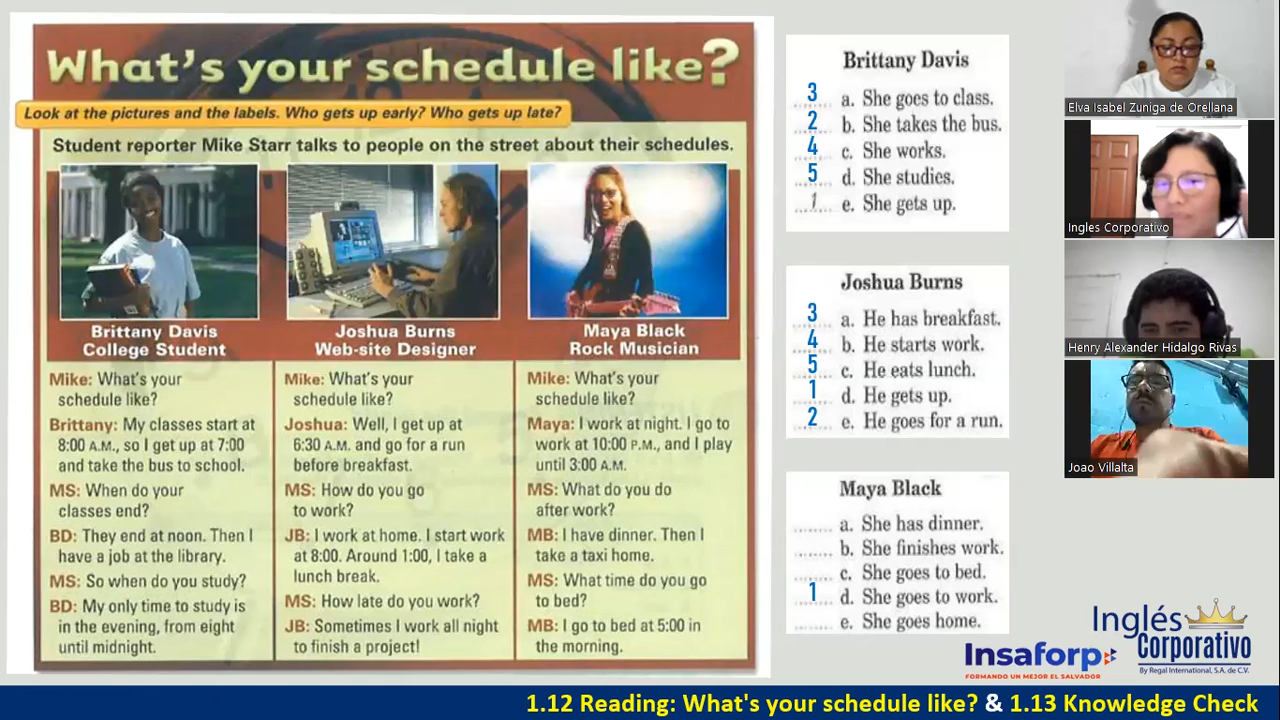 What's your schedule like?
Look at the pictures and the labels. Who gets up early? Who gets up late?
Student reporter Mike Starr talks to people on the street about their schedules.
Brittany Davis
College Student
Mike: What's your
schedule like?
Brittany: My classes start at
8:00 A.M., so I get up at 7:00
and take the bus to school.
MS: When do your
classes end?
BD: They end at noon. Then I
have a job at the library.
MS: So when do you study?
BD: My only time to study is
in the evening, from eight
until midnight.
Joshua Burns
Web-site Designer
Mike: What's your
schedule like?
Joshua: Well, I get up at
6:30 A.M. and go for a run
before breakfast.
MS: How do you go
to work?
JB: I work at home. I start work
at 8:00. Around 1:00, I take a
lunch break.
MS: How late do you work?
JB: Sometimes I work all night
to finish a project!
Maya Black
Rock Musician
Mike: What's your
schedule like?
Maya: I work at night. I go to
work at 10:00 P.M., and I play
until 3:00 A.M.
MS: What do you do
after work?
MB: I have dinner. Then I
take a taxi home.
MS: What time do you go
to bed?
MB: I go to bed at 5:00 in
the morning.
Brittany Davis
3 a. She goes to class.
2 b. She takes the bus.
4 c. She works.
5 d. She studies.
1 e. She gets up.
Joshua Burns
3 a. He has breakfast.
4 b. He starts work.
5 c. He eats lunch.
1 d. He gets up.
2 e. He goes for a run.
Maya Black
a. She has dinner.
b. She finishes work.
c. She goes to bed.
1 d. She goes to work.
e. She goes home.
Elva Isabel Zuniga de Orellana
Ingles Corporativo
Henry Alexander Hidalgo Rivas
Joao Villalta
Insaforp
FORMANDO UN MEJOR EL SALVADOR
Inglés
Corporativo
By Regal International, S.A. de C.V.
1.12 Reading: What's your schedule like? & 1.13 Knowledge Check